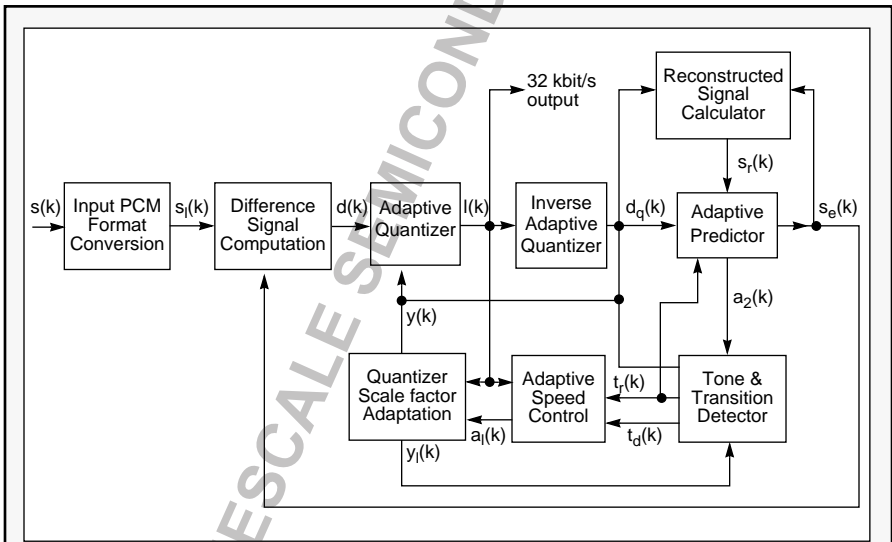 32 kbit/s
output
Reconstructed
Signal
Calculator
s_r(k)
s(k)
Input PCM
Format
Conversion
s_l(k)
Difference
Signal
Computation
d(k)
Adaptive
Quantizer
I(k)
Inverse
Adaptive
Quantizer
d_q(k)
Adaptive
Predictor
s_e(k)
y(k)
a_2(k)
Quantizer
Scale factor
Adaptation
Adaptive
Speed
Control
t_r(k)
Tone &
Transition
Detector
a_l(k)
t_d(k)
y_l(k)
ESCALE SEMICON